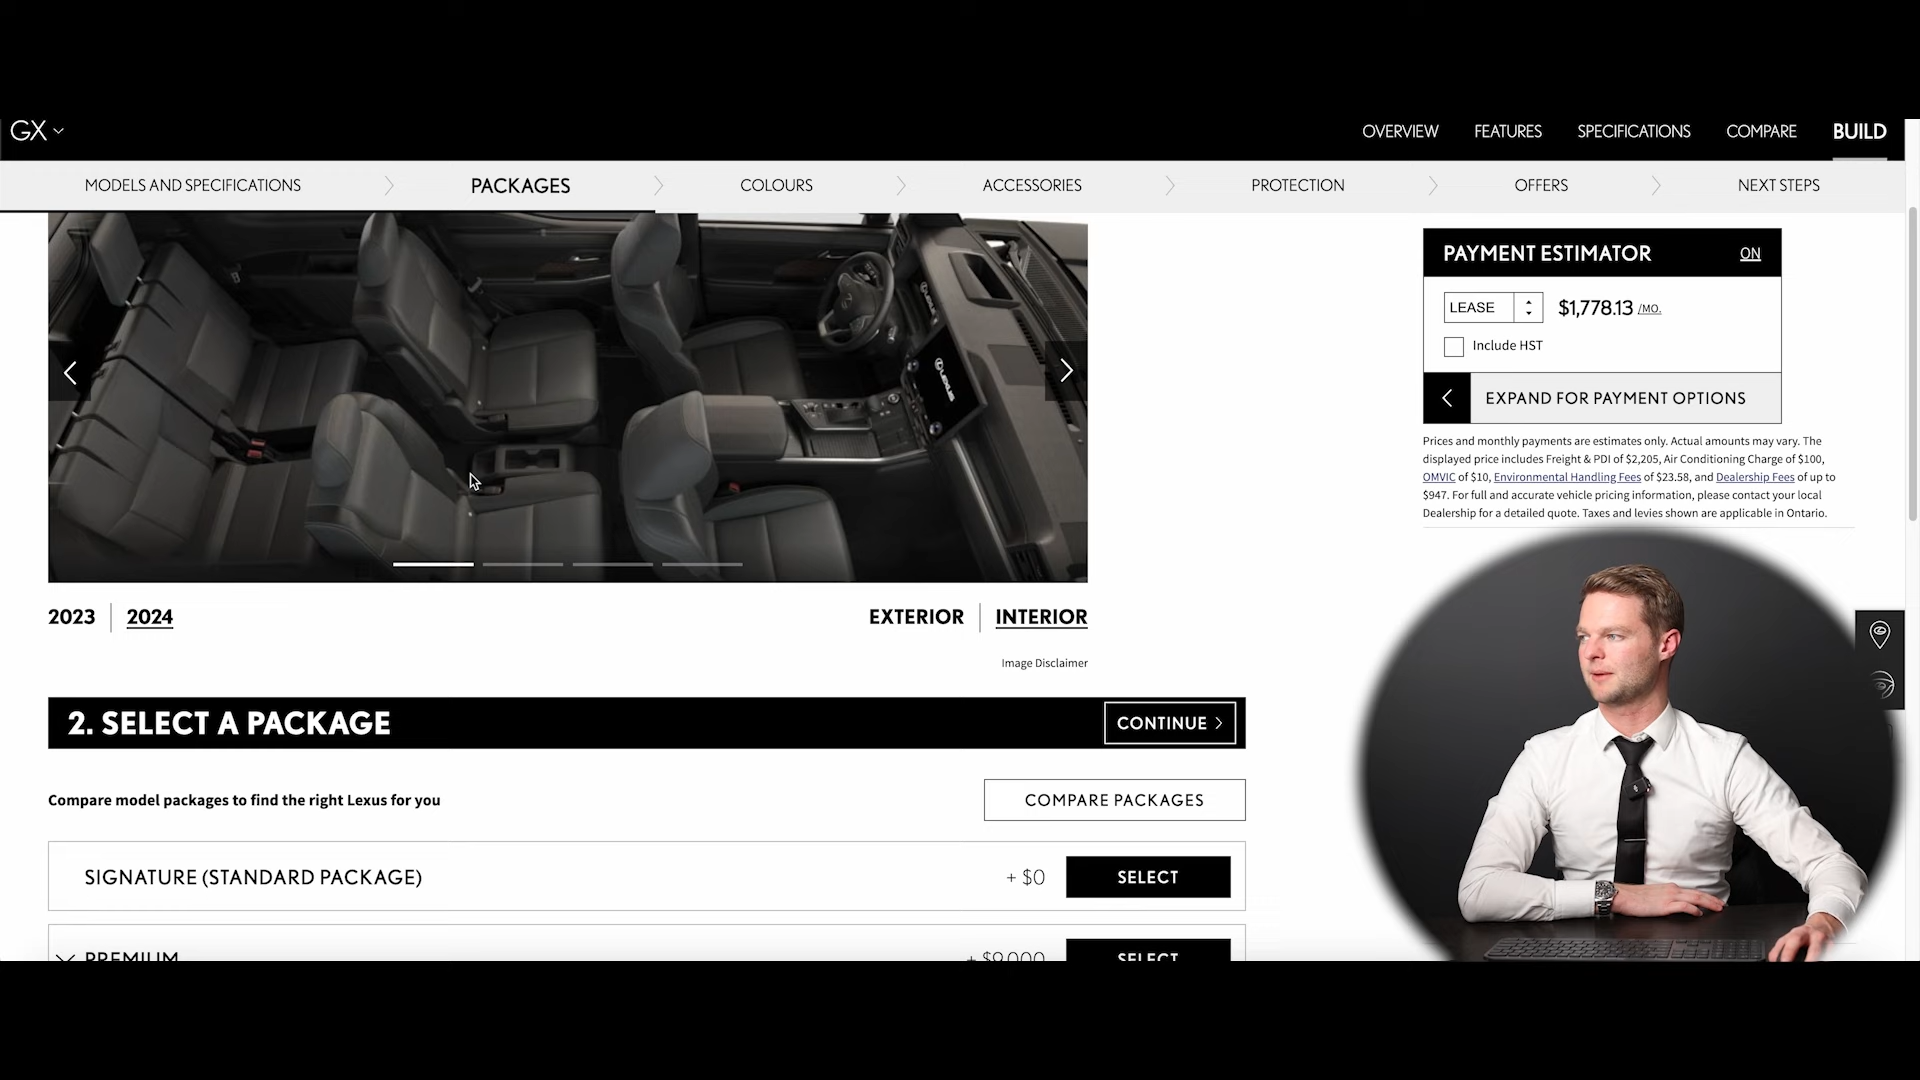 GX
OVERVIEW
FEATURES
SPECIFICATIONS
COMPARE
BUILD
MODELS AND SPECIFICATIONS
PACKAGES
COLOURS
ACCESSORIES
PROTECTION
OFFERS
NEXT STEPS
LEXUS
PAYMENT ESTIMATOR
ON
LEASE
$1,778.13 /MO.
Include HST
EXPAND FOR PAYMENT OPTIONS
Prices and monthly payments are estimates only. Actual amounts may vary. The
displayed price includes Freight & PDI of $2,205, Air Conditioning Charge of $100,
OMVIC of $10, Environmental Handling Fees of $23.58, and Dealership Fees of up to
$947. For full and accurate vehicle pricing information, please contact your local
Dealership for a detailed quote. Taxes and levies shown are applicable in Ontario.
2023
2024
EXTERIOR
INTERIOR
Image Disclaimer
2. SELECT A PACKAGE
CONTINUE
Compare model packages to find the right Lexus for you
COMPARE PACKAGES
SIGNATURE (STANDARD PACKAGE)
+ $0
SELECT
PREMIUM
+ $9,000
SELECT